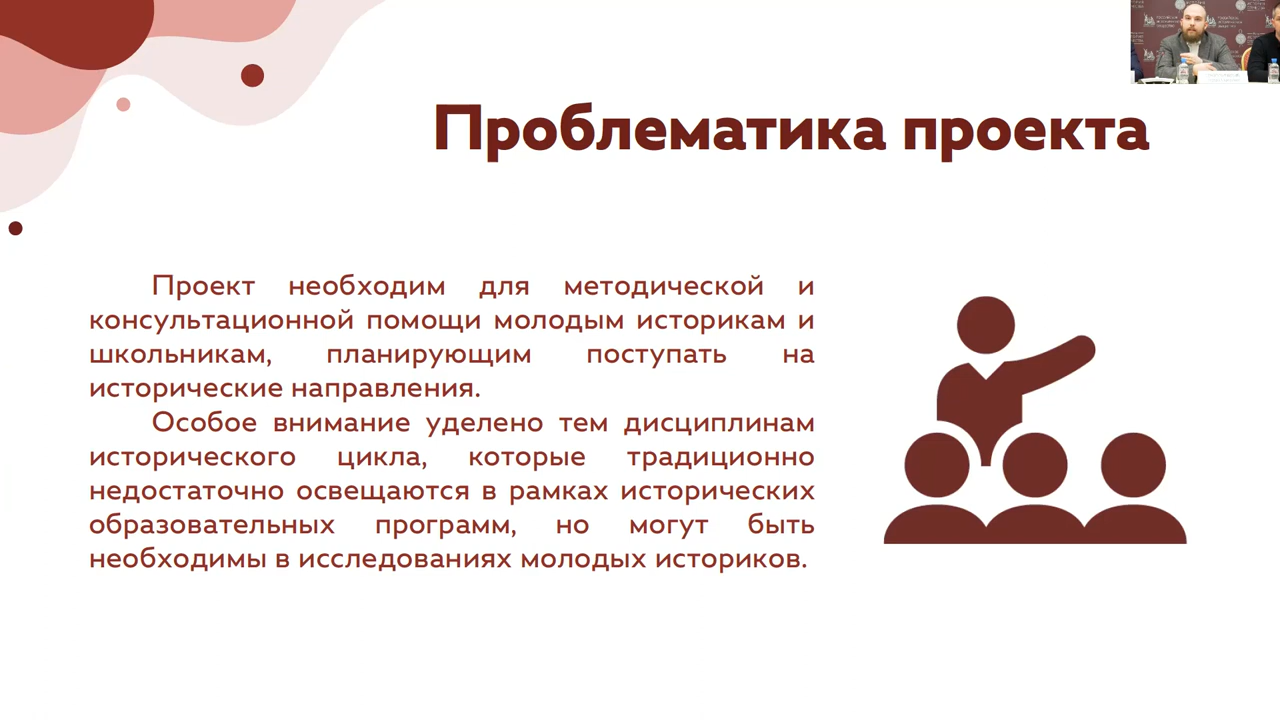 Проблематика проекта
Проект необходим для методической и
консультационной помощи молодым историкам и
школьникам, планирующим поступать на
исторические направления.
Особое внимание уделено тем дисциплинам
исторического цикла, которые традиционно
недостаточно освещаются в рамках исторических
образовательных программ, но могут быть
необходимы в исследованиях молодых историков.